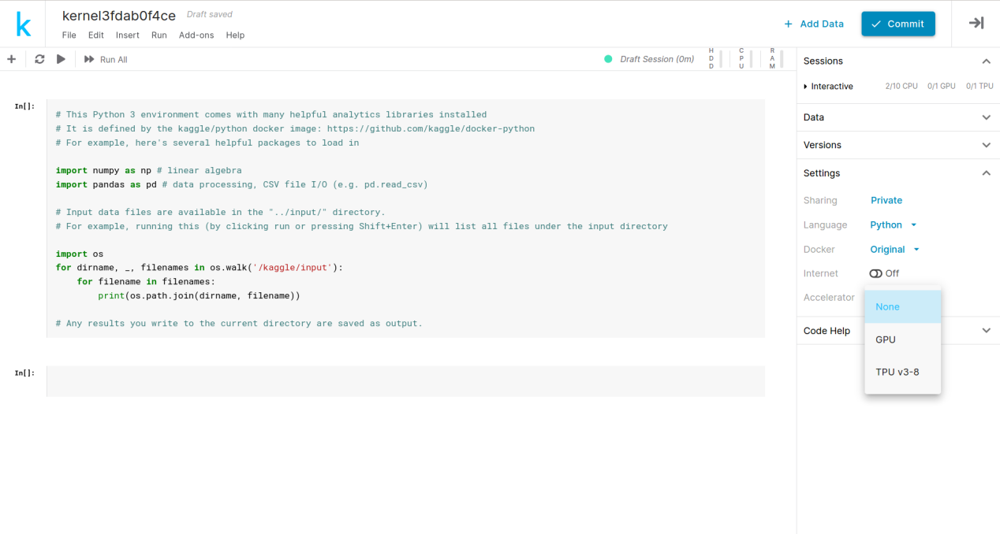 k
kernel3fdab0f4ce Draft saved
File Edit Insert Run Add-ons Help
+ Add Data
Commit
Run All
Draft Session (0m)
HDD
CPU
RAM
In[]:
# This Python 3 environment comes with many helpful analytics libraries installed
# It is defined by the kaggle/python docker image: https://github.com/kaggle/docker-python
# For example, here's several helpful packages to load in
import numpy as np # linear algebra
import pandas as pd # data processing, CSV file I/O (e.g. pd.read_csv)
# Input data files are available in the "../input/" directory.
# For example, running this (by clicking run or pressing Shift+Enter) will list all files under the input directory
import os
for dirname, _, filenames in os.walk('/kaggle/input'):
    for filename in filenames:
        print(os.path.join(dirname, filename))
# Any results you write to the current directory are saved as output.
In[]:
Sessions
Interactive 2/10 CPU 0/1 GPU 0/1 TPU
Data
Versions
Settings
Sharing Private
Language Python
Docker Original
Internet Off
Accelerator
None
GPU
TPU v3-8
Code Help